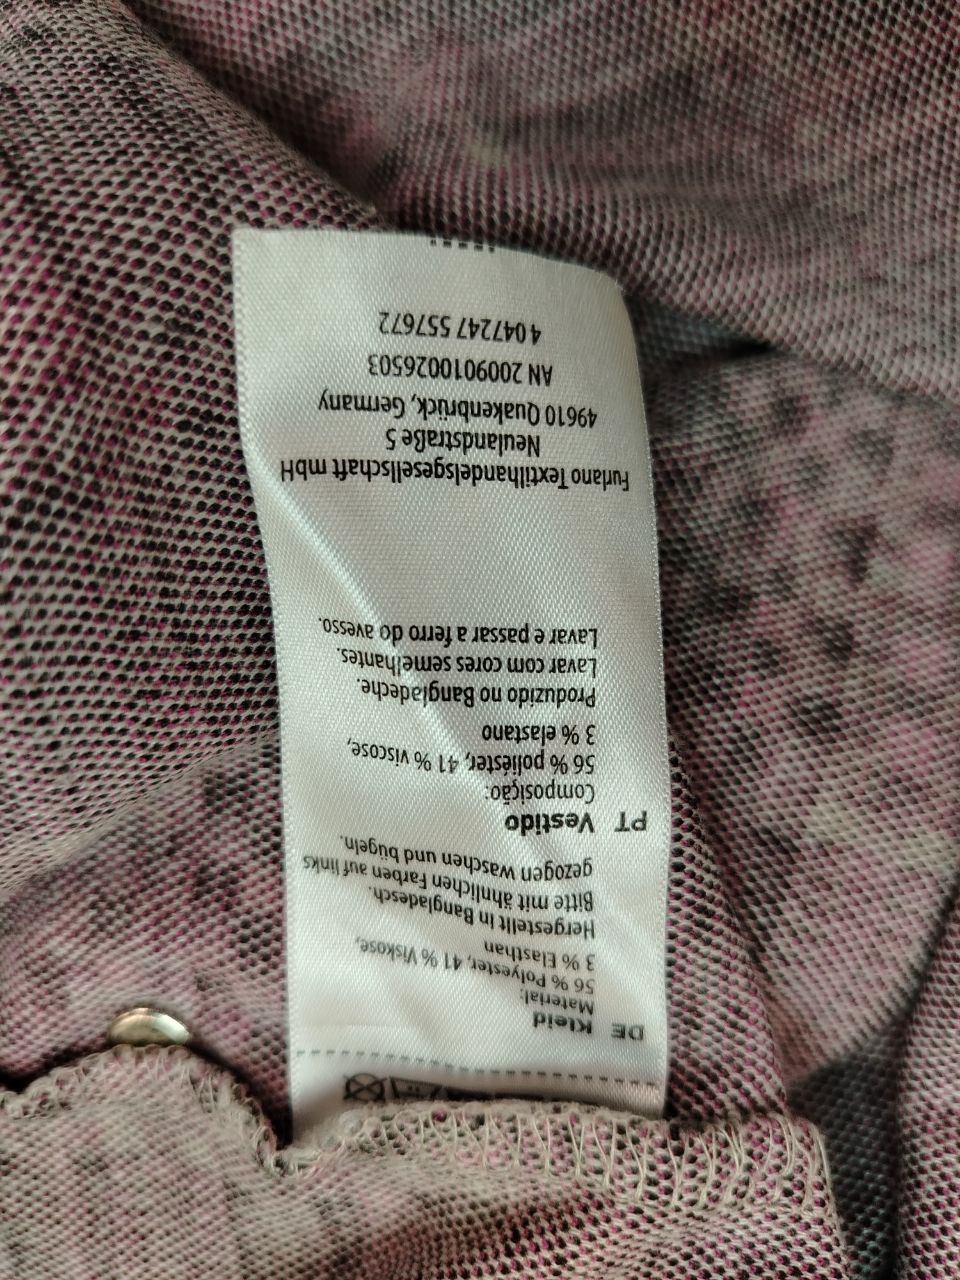 DE Kleid
Material:
56 % Polyester, 41 % Viskose,
3 % Elasthan
Hergestellt in Bangladesch.
Bitte mit ähnlichen Farben auf links
gezogen waschen und bügeln.
PT Vestido
Composição:
56 % poliéster, 41 % viscose,
3 % elastano
Produzido no Bangladeche.
Lavar com cores semelhantes.
Lavar e passar a ferro do avesso.
Furlano Textilhandelsgesellschaft mbH
Neulandstraße 5
49610 Quakenbrück, Germany
AN 2009010026503
4 047247 557672